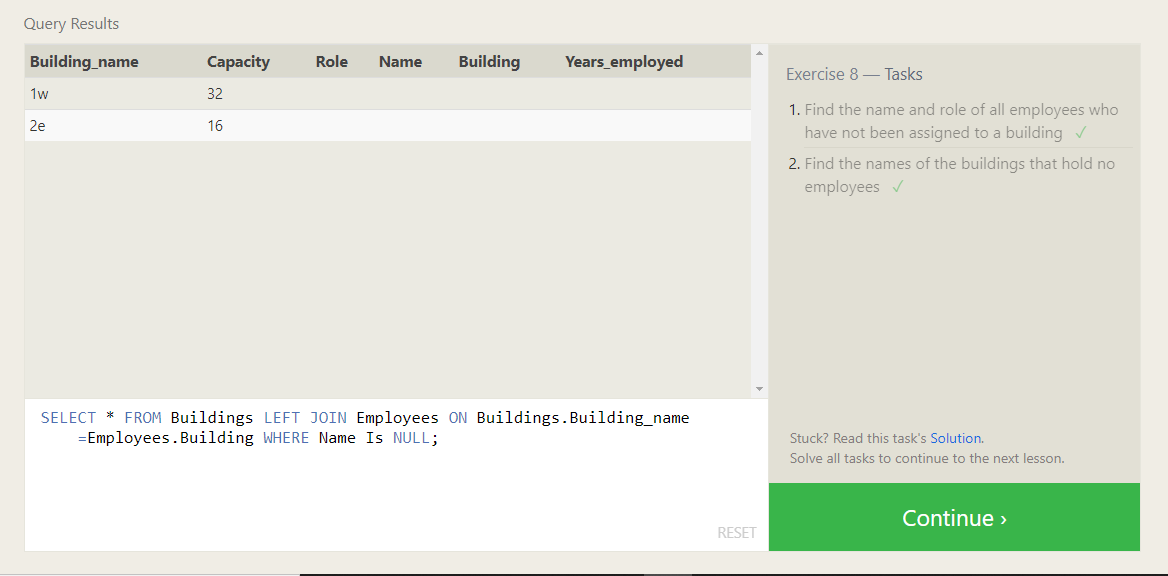 Query Results
Building_name Capacity Role Name Building Years_employed
1w 32
2e 16
SELECT * FROM Buildings LEFT JOIN Employees ON Buildings.Building_name
=Employees.Building WHERE Name Is NULL;
RESET
Exercise 8 — Tasks
1. Find the name and role of all employees who
have not been assigned to a building ✓
2. Find the names of the buildings that hold no
employees ✓
Stuck? Read this task's Solution.
Solve all tasks to continue to the next lesson.
Continue ›